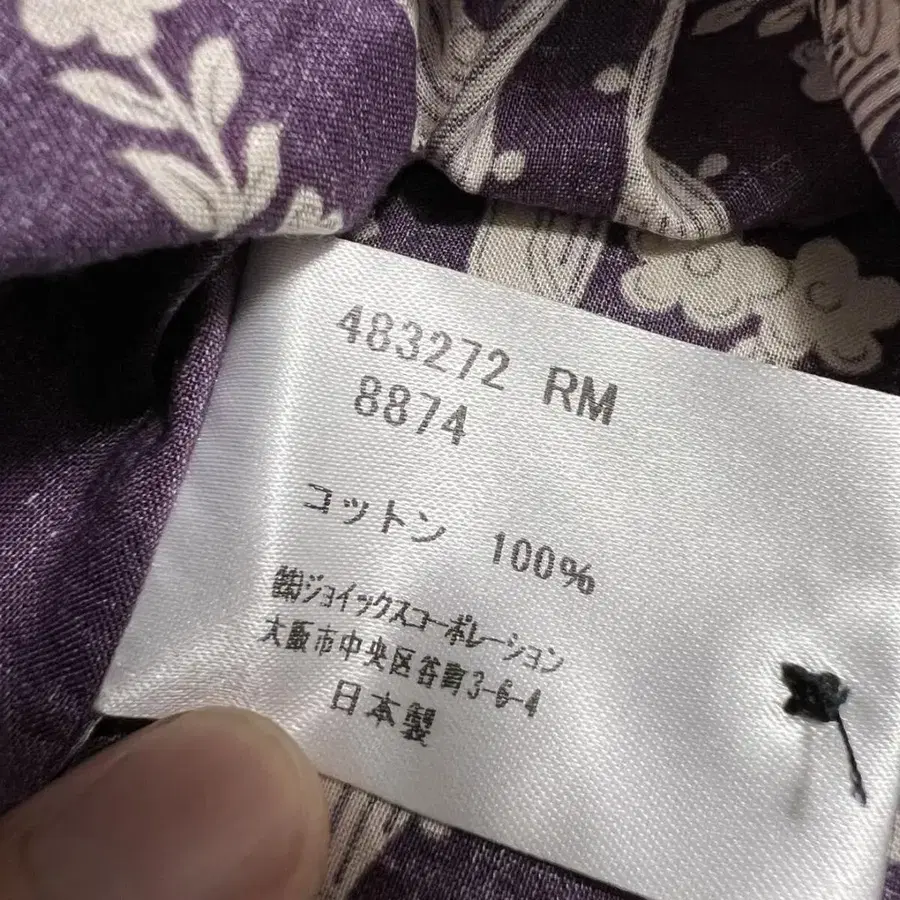 483272 RM
8874
コットン 100%
㈱ジョイックスコーポレーション
大阪市中央区谷町3-6-4
日本製